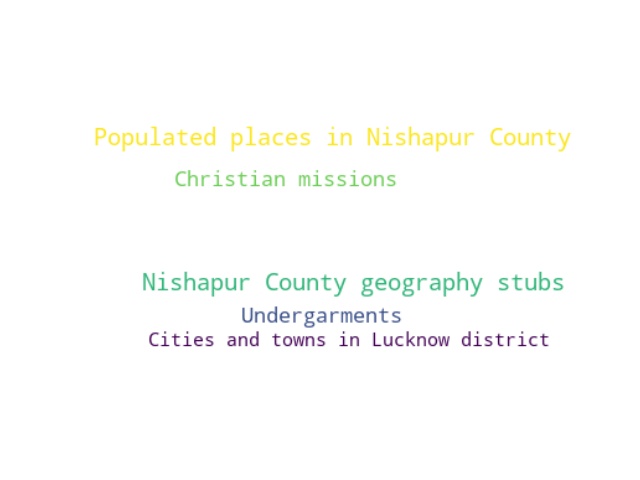 Populated places in Nishapur County
Christian missions
Nishapur County geography stubs
Undergarments
Cities and towns in Lucknow district